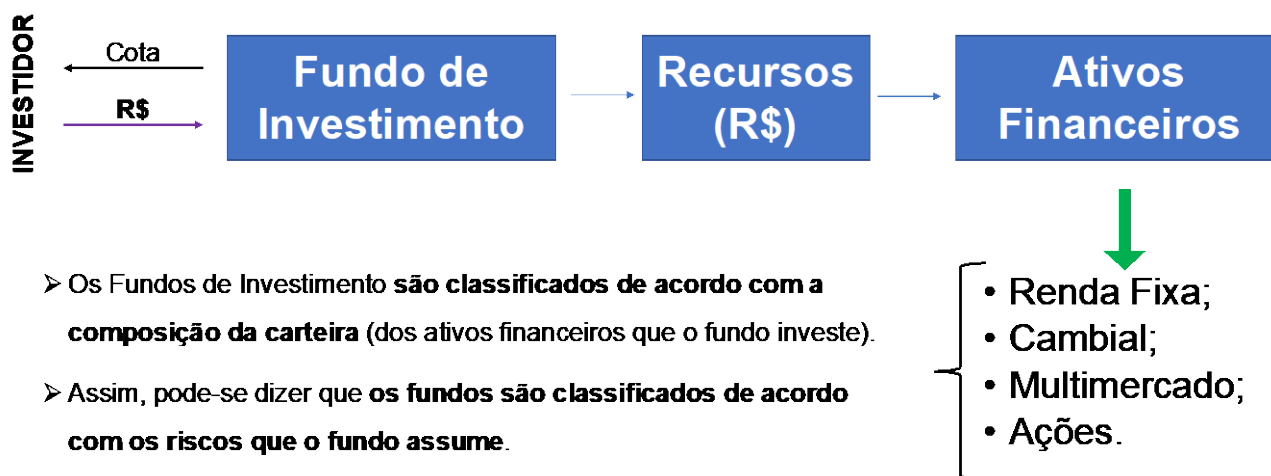 INVESTIDOR
Cota
R$
Fundo de
Investimento
Recursos
(R$)
Ativos
Financeiros
➢ Os Fundos de Investimento são classificados de acordo com a
composição da carteira (dos ativos financeiros que o fundo investe).
➢ Assim, pode-se dizer que os fundos são classificados de acordo
com os riscos que o fundo assume.
• Renda Fixa;
• Cambial;
• Multimercado;
• Ações.